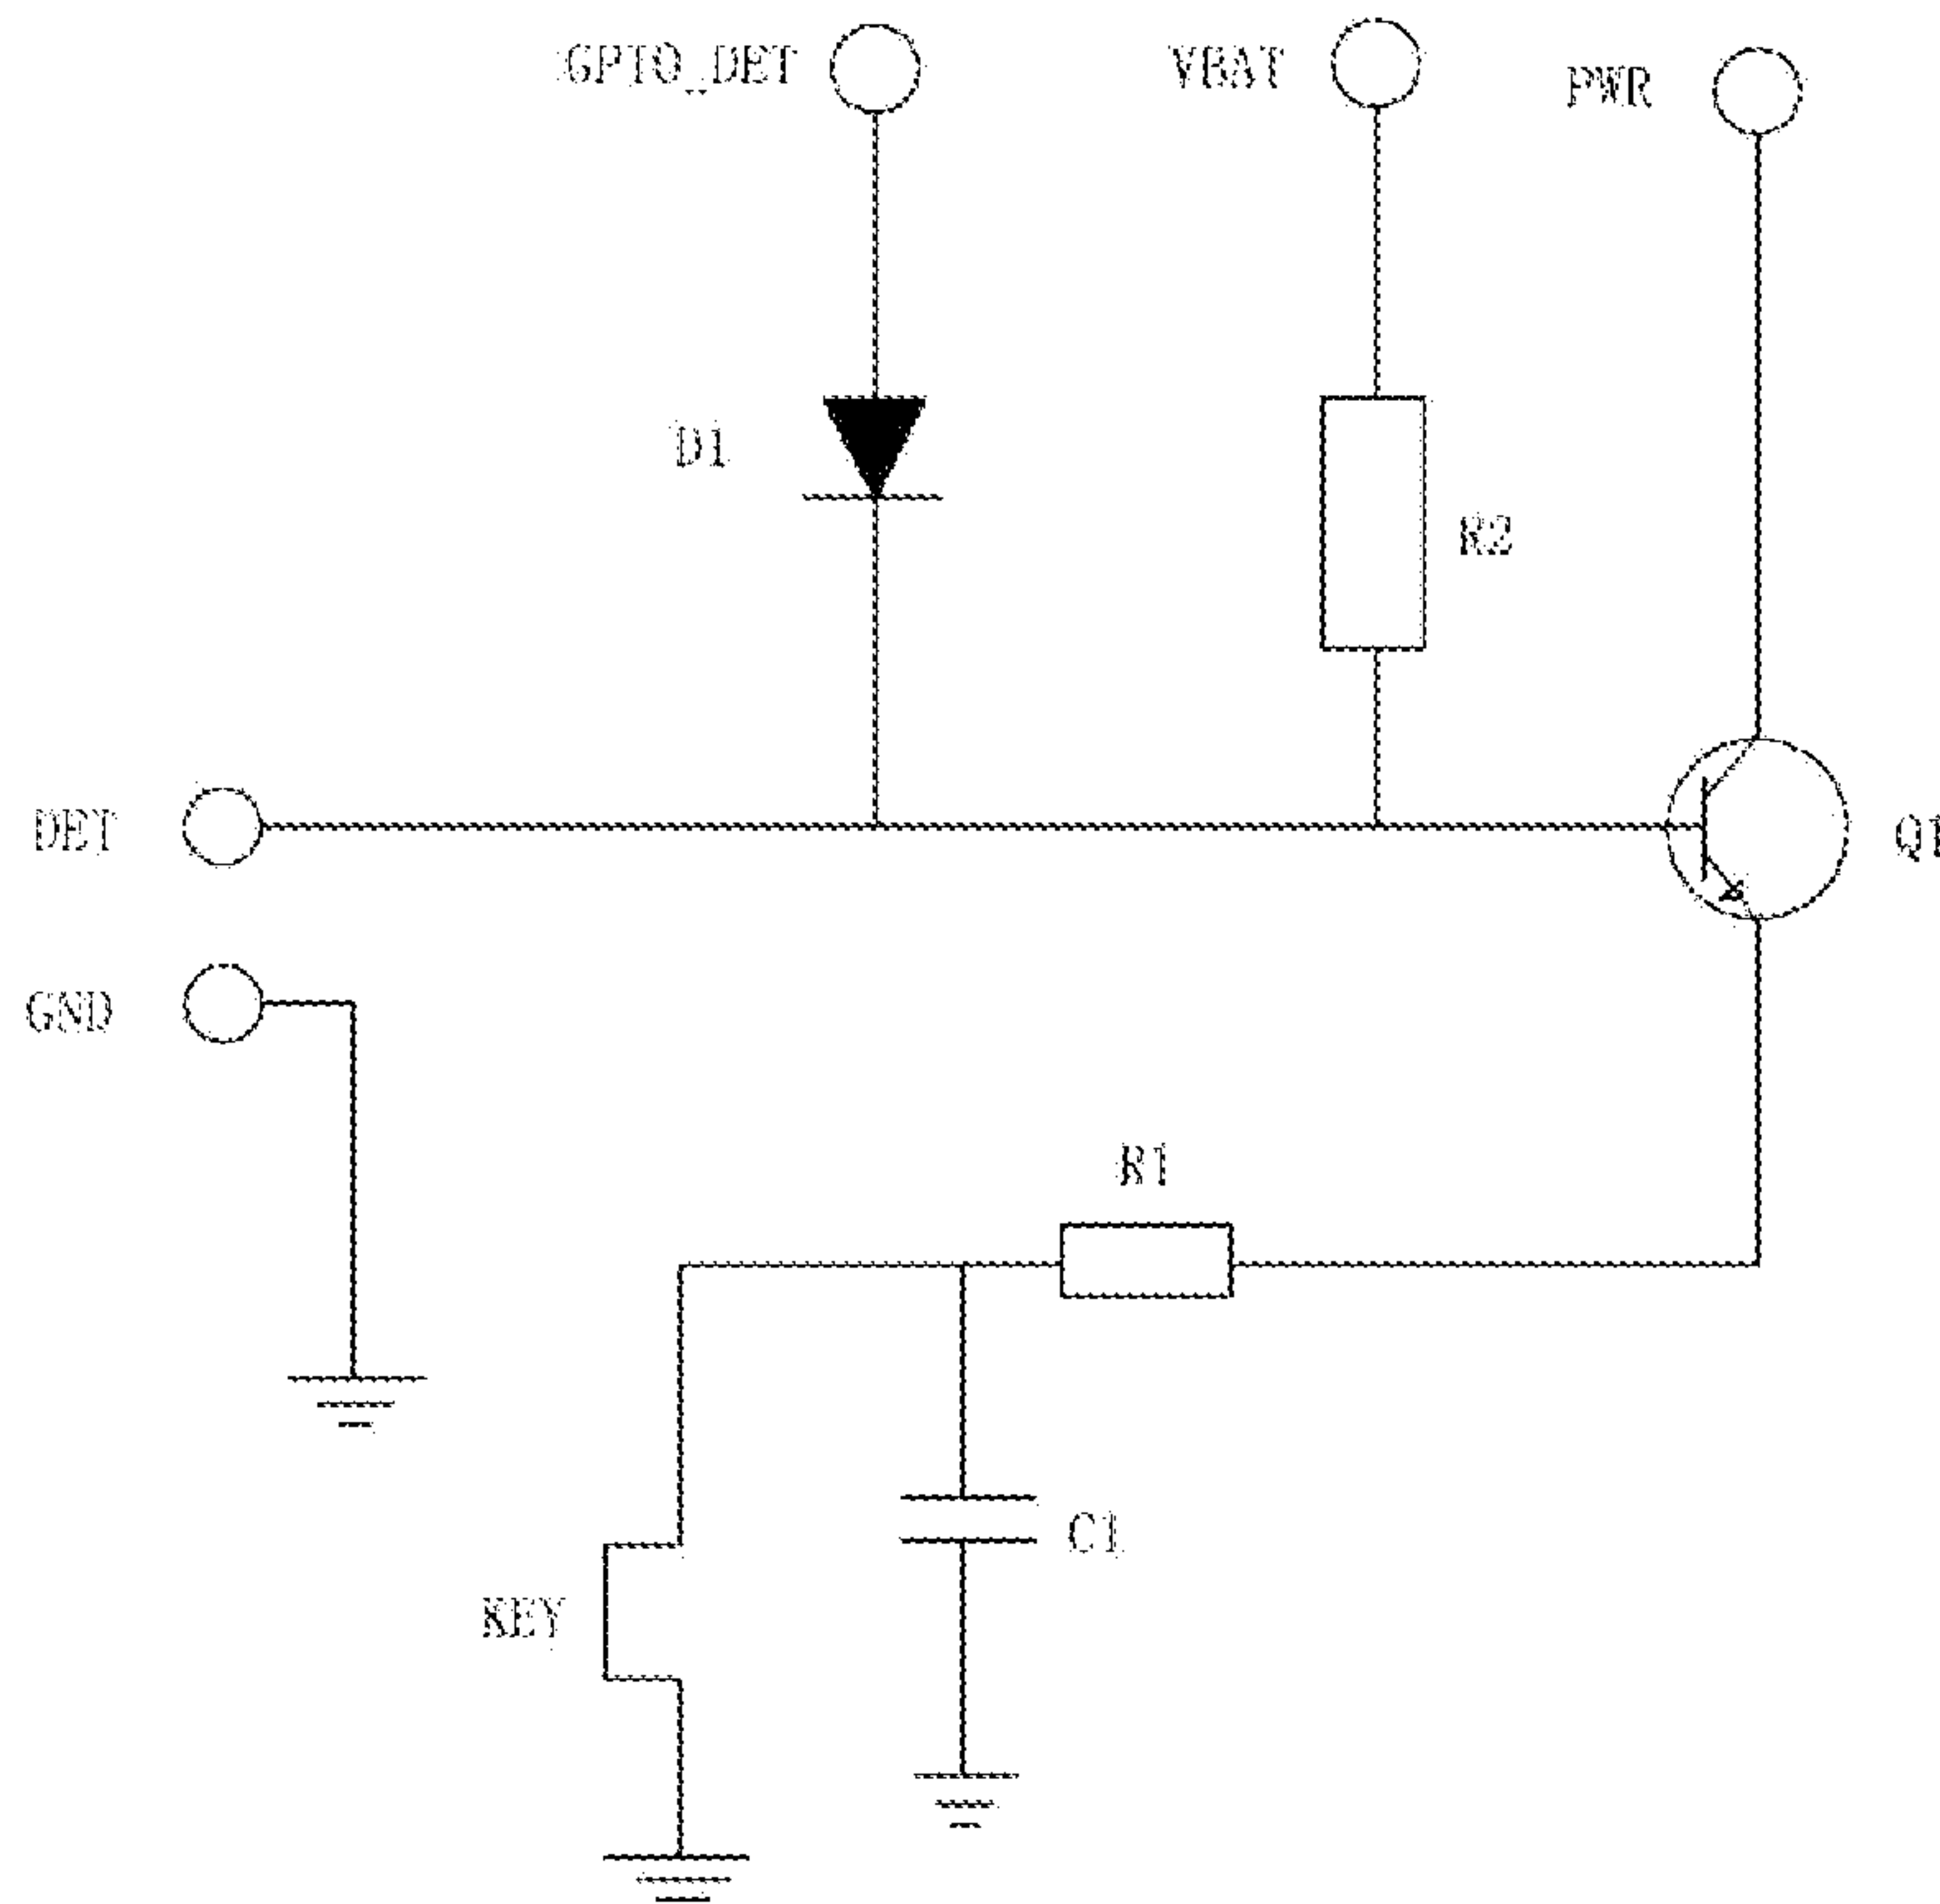 GPIO_DET
VBAT
PWR
D1
R2
DET
Q1
GND
R1
C1
KEY